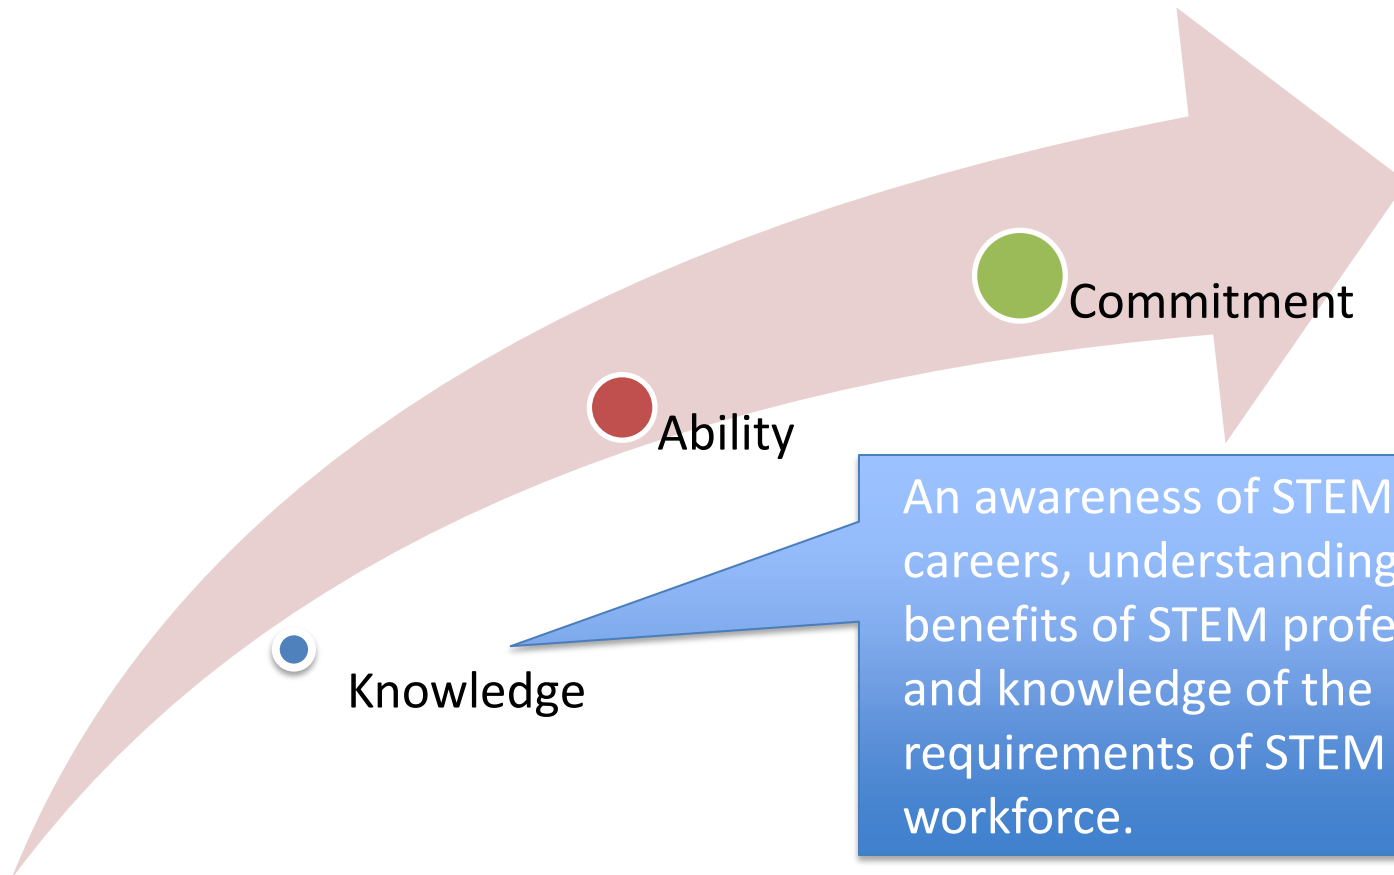 Commitment
Ability
Knowledge
An awareness of STEM
careers, understanding
benefits of STEM
and knowledge of the
requirements of STEM
workforce.